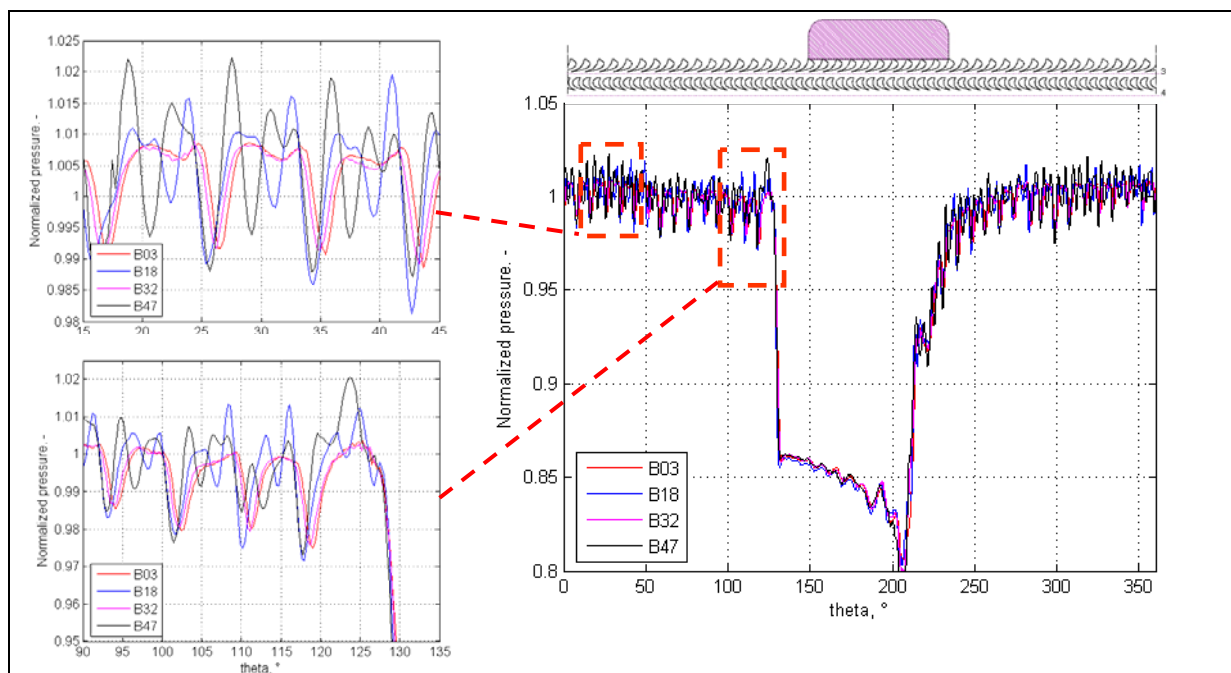 1.025
1.02
1.015
1.01
1.005
1
0.995
0.99
0.985
0.98
Normalized pressure. -
B03
B18
B32
B47
15 20 25 30 35 40 45
1.02
1.01
1
0.99
0.98
0.97
0.96
0.95
Normalized pressure. -
B03
B18
B32
B47
90 95 100 105 110 115 120 125 130 135
theta, °
3
4
1.05
1
0.95
0.9
0.85
0.8
Normalized pressure. -
B03
B18
B32
B47
0 50 100 150 200 250 300 350
theta, °